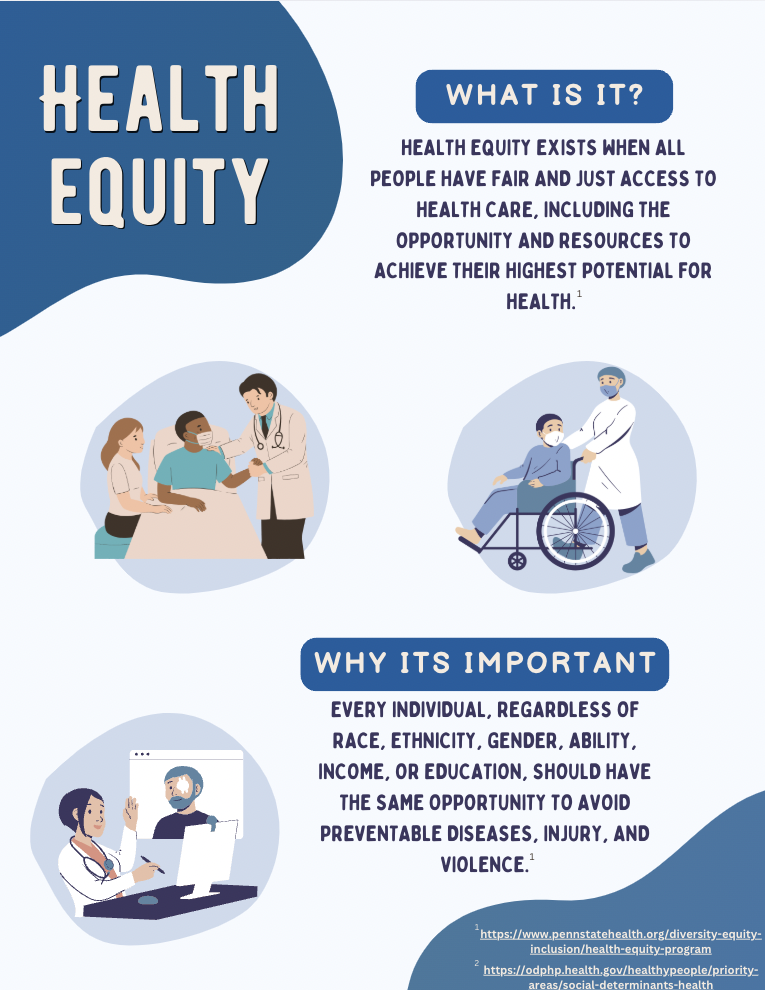 HEALTH
EQUITY
WHAT IS IT?
HEALTH EQUITY EXISTS WHEN ALL
PEOPLE HAVE FAIR AND JUST ACCESS TO
HEALTH CARE, INCLUDING THE
OPPORTUNITY AND RESOURCES TO
ACHIEVE THEIR HIGHEST POTENTIAL FOR
HEALTH.1
WHY ITS IMPORTANT
EVERY INDIVIDUAL, REGARDLESS OF
RACE, ETHNICITY, GENDER, ABILITY,
INCOME, OR EDUCATION, SHOULD HAVE
THE SAME OPPORTUNITY TO AVOID
PREVENTABLE DISEASES, INJURY, AND
VIOLENCE.1
1https://www.pennstatehealth.org/diversity-equity-
inclusion/health-equity-program
2 https://odphp.health.gov/healthypeople/priority-
areas/social-determinants-health